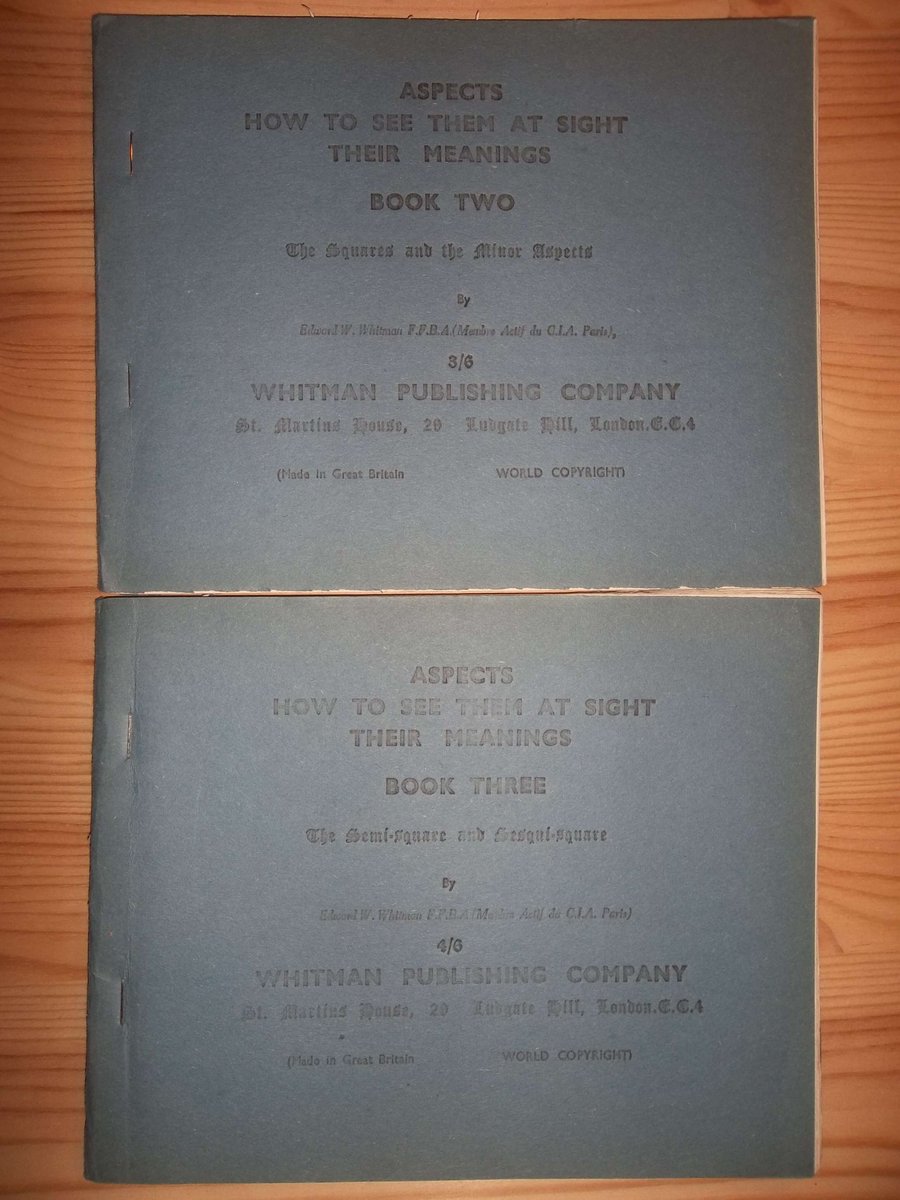 ASPECTS
HOW TO SEE THEM AT SIGHT
THEIR MEANINGS
BOOK TWO
The Squares and the Minor Aspects
By
Edward W. Whitman F.F.B.A.(Membre Actif du C.I.A. Paris),
3/6
WHITMAN PUBLISHING COMPANY
St. Martins House, 29 Ludgate Hill, London.E.C.4
(Made in Great Britain WORLD COPYRIGHT)
ASPECTS
HOW TO SEE THEM AT SIGHT
THEIR MEANINGS
BOOK THREE
The Semi-square and Sesqui-square
By
Edward W. Whitman F.F.B.A (Membre Actif du C.I.A. Paris)
4/6
WHITMAN PUBLISHING COMPANY
St. Martins House, 29 Ludgate Hill, London.E.C.4
(Made in Great Britain WORLD COPYRIGHT)